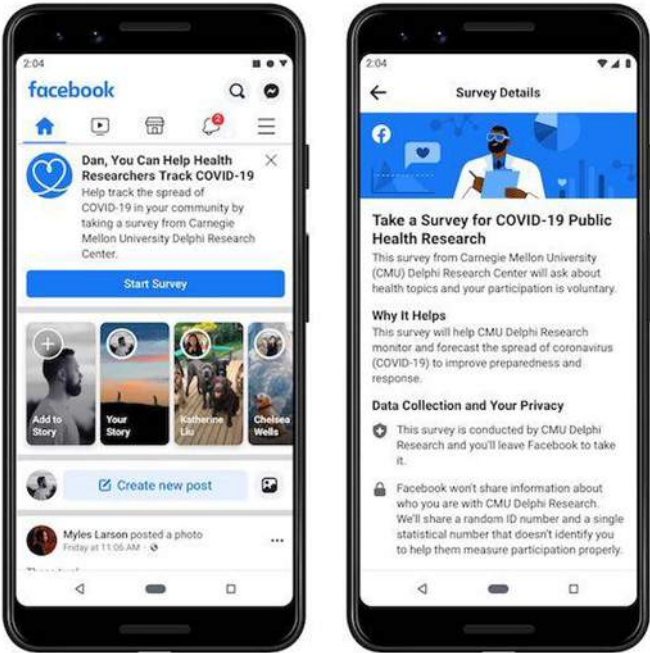 2:04
facebook
2
Dan, You Can Help Health
Researchers Track COVID-19
Help track the spread of
COVID-19 in your community by
taking a survey from Carnegie
Mellon University Delphi Research
Center.
Start Survey
Add to
Story
Your
Story
Katherine
Liu
Chelsea
Wells
Create new post
Myles Larson posted a photo
Friday at 11:06 AM
2:04
Survey Details
Take a Survey for COVID-19 Public
Health Research
This survey from Carnegie Mellon University
(CMU) Delphi Research Center will ask about
health topics and your participation is voluntary.
Why It Helps
This survey will help CMU Delphi Research
monitor and forecast the spread of coronavirus
(COVID-19) to improve preparedness and
response.
Data Collection and Your Privacy
This survey is conducted by CMU Delphi
Research and you'll leave Facebook to take
it.
Facebook won't share information about
who you are with CMU Delphi Research.
We'll share a random ID number and a single
statistical number that doesn't identify you
to help them measure participation properly.